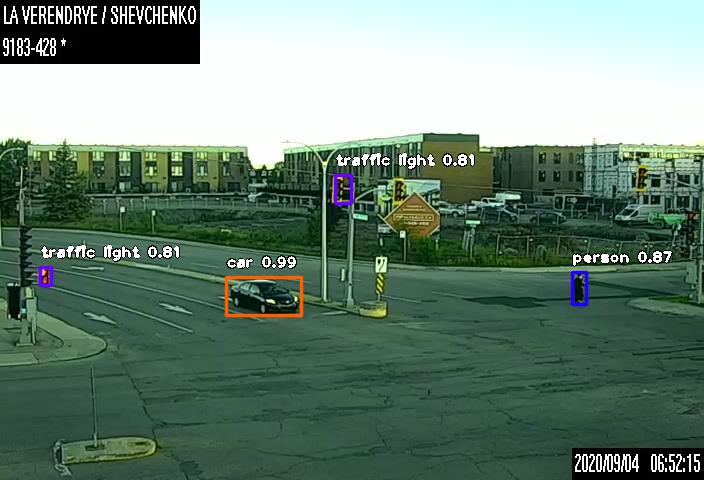 LA VERENDRYE / SHEVCHENKO
9183-428 *
traffic light 0.81
traffic light 0.81
car 0.99
person 0.87
2020/09/04 06:52:15